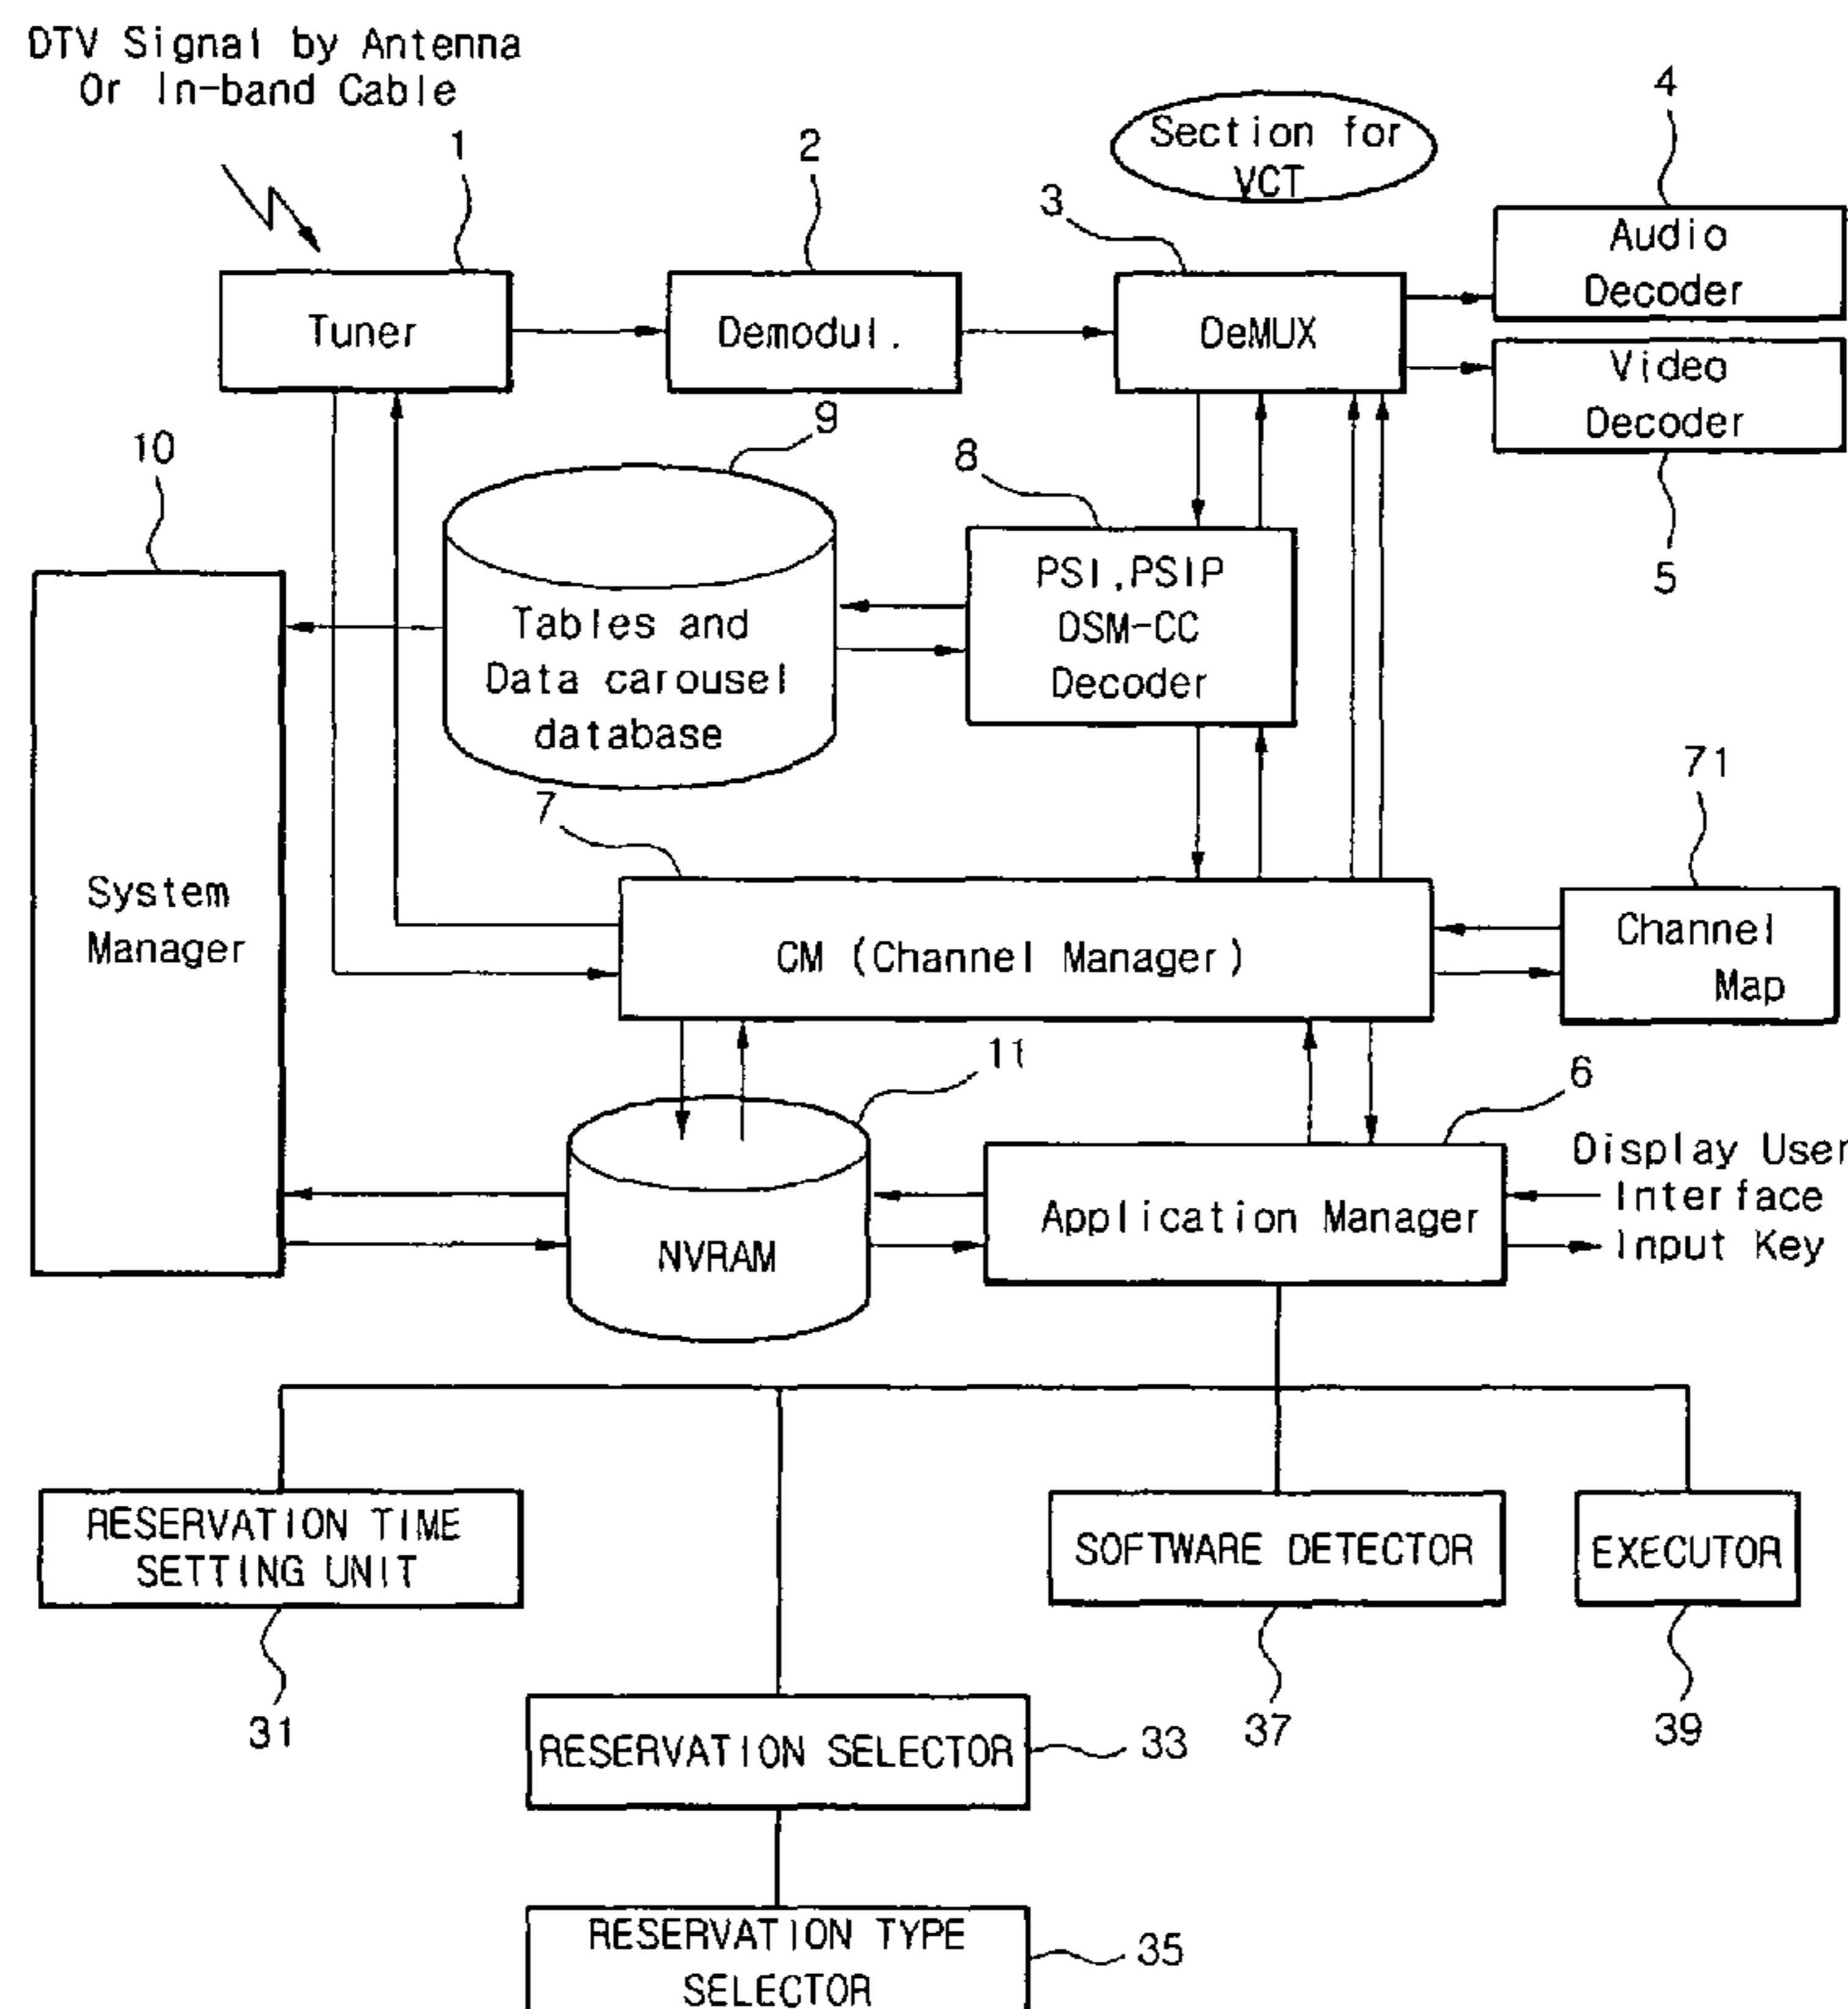 DTV Signal by Antenna
Or In-band Cable
1
2
3
Section for
VCT
4
Tuner
Demodul.
DeMUX
Audio
Decoder
Video
Decoder
5
10
9
8
System
Manager
Tables and
Data carousel
database
PSI,PSIP
DSM-CC
Decoder
7
71
CM (Channel Manager)
Channel
Map
11
6
NVRAM
Application Manager
Display User
Interface
Input Key
RESERVATION TIME
SETTING UNIT
SOFTWARE DETECTOR
EXECUTOR
31
37
39
RESERVATION SELECTOR
33
RESERVATION TYPE
SELECTOR
35